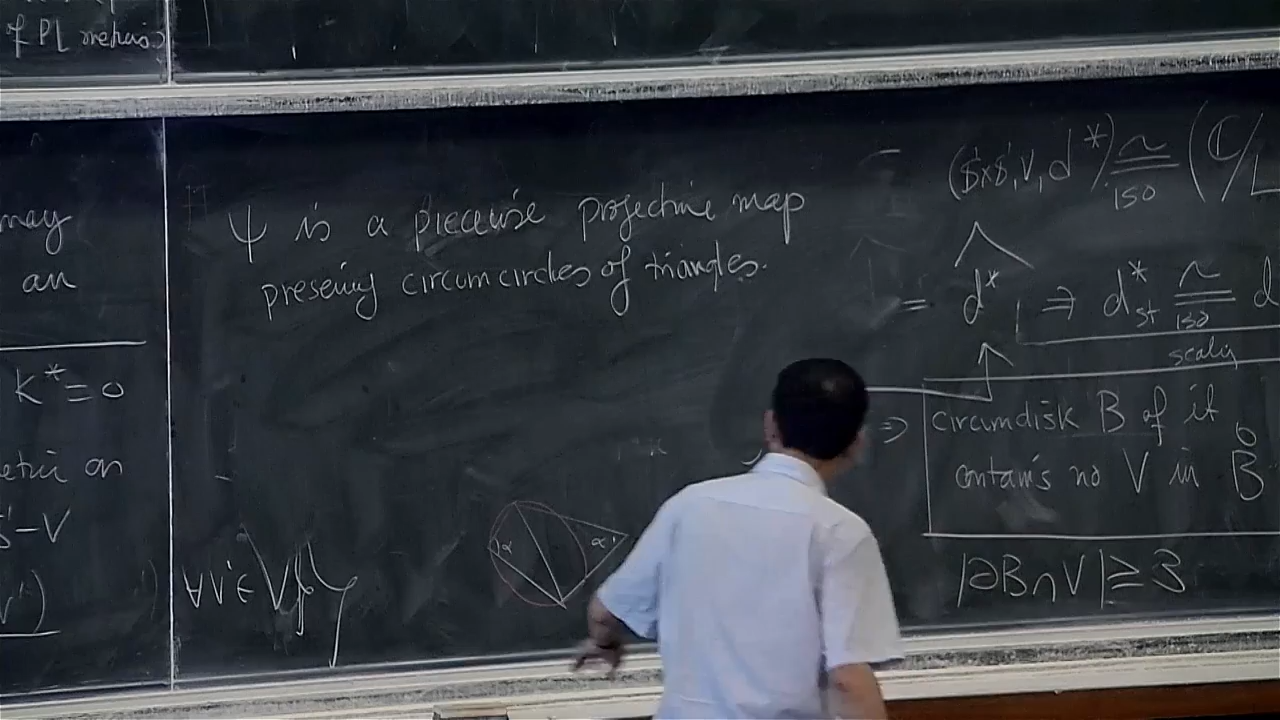 of PL metrics
may
an
K* = 0
etric on
- V
∀ v' ∈ V
ψ is a piecewise projective map
preserving circumcircles of triangles.
α
α'
(S'×S', V, d*) ≅ (ℂ/L
iso
= d* ⇒ d*st ≅ d
iso
scaling
⇒ circumdisk B of it
contains no V in B̊
|∂B ∩ V| ≥ 3